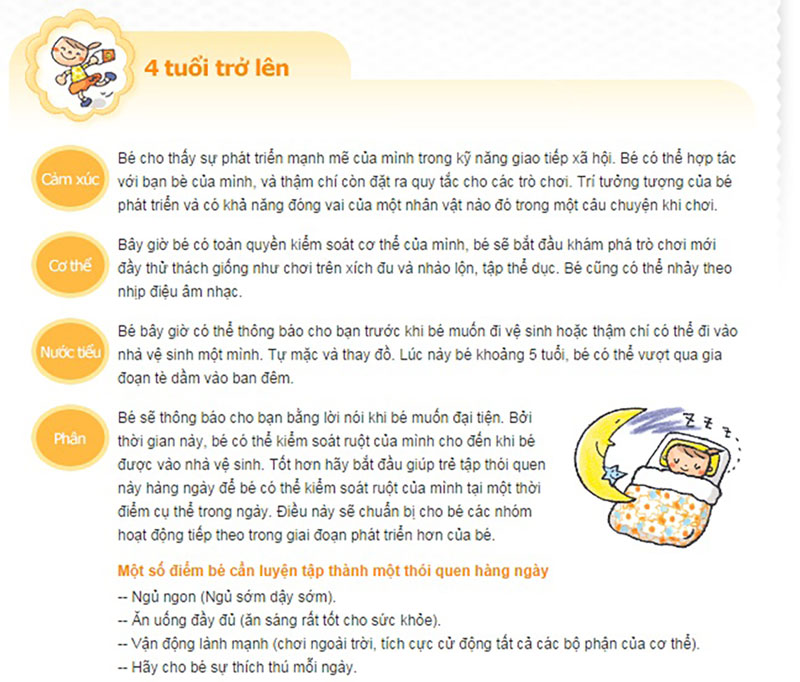 4 tuổi trở lên
Cảm xúc
Bé cho thấy sự phát triển mạnh mẽ của mình trong kỹ năng giao tiếp xã hội. Bé có thể hợp tác
với bạn bè của mình, và thậm chí còn đặt ra quy tắc cho các trò chơi. Trí tưởng tượng của bé
phát triển và có khả năng đóng vai của một nhân vật nào đó trong một câu chuyện khi chơi.
Cơ thể
Bây giờ bé có toàn quyền kiểm soát cơ thể của mình, bé sẽ bắt đầu khám phá trò chơi mới
đầy thử thách giống như chơi trên xích đu và nhào lộn, tập thể dục. Bé cũng có thể nhảy theo
nhịp điệu âm nhạc.
Nước tiểu
Bé bây giờ có thể thông báo cho bạn trước khi bé muốn đi vệ sinh hoặc thậm chí có thể đi vào
nhà vệ sinh một mình. Tự mặc và thay đồ. Lúc này bé khoảng 5 tuổi, bé có thể vượt qua gia
đoạn tè dầm vào ban đêm.
Phân
Bé sẽ thông báo cho bạn bằng lời nói khi bé muốn đại tiện. Bởi
thời gian này, bé có thể kiểm soát ruột của mình cho đến khi bé
được vào nhà vệ sinh. Tốt hơn hãy bắt đầu giúp trẻ tập thói quen
này hàng ngày để bé có thể kiểm soát ruột của mình tại một thời
điểm cụ thể trong ngày. Điều này sẽ chuẩn bị cho bé các nhóm
hoạt động tiếp theo trong giai đoạn phát triển hơn của bé.
z z z z
Một số điểm bé cần luyện tập thành một thói quen hàng ngày
-- Ngủ ngon (Ngủ sớm dậy sớm).
-- Ăn uống đầy đủ (ăn sáng rất tốt cho sức khỏe).
-- Vận động lành mạnh (chơi ngoài trời, tích cực cử động tất cả các bộ phận của cơ thể).
-- Hãy cho bé sự thích thú mỗi ngày.